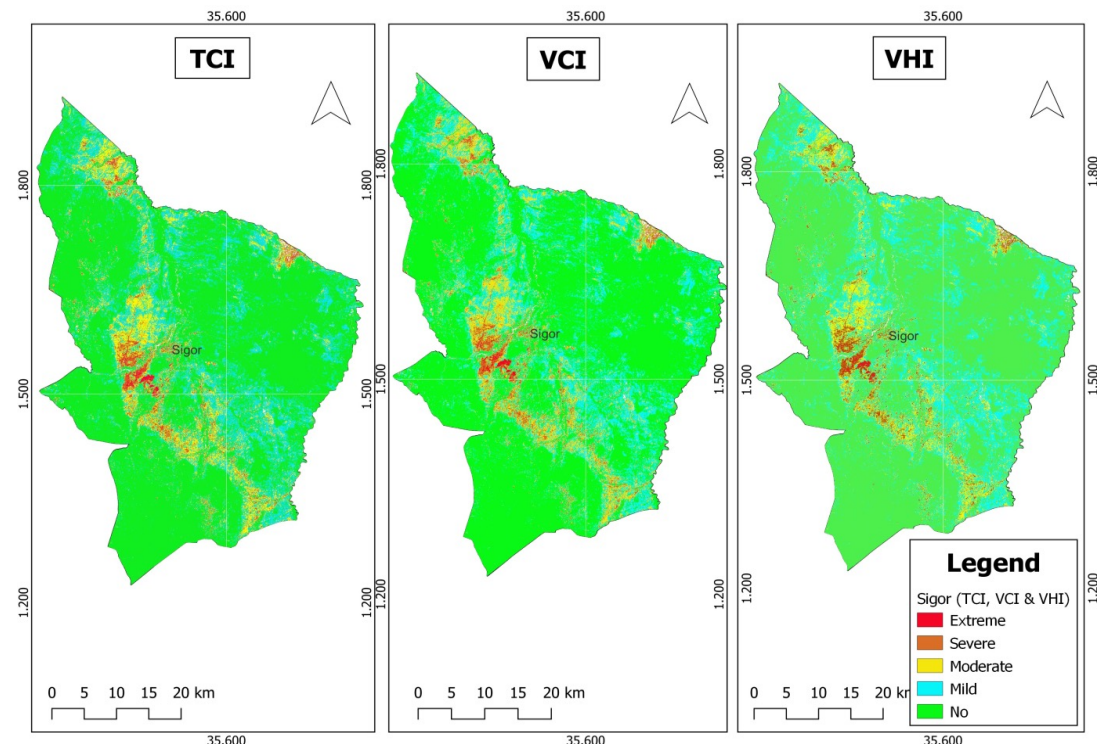 35.600 35.600 35.600
TCI VCI VHI
1.800 1.800 1.800 1.800
Sigor Sigor Sigor
1.500 1.500 1.500 1.500
1.200 1.200 1.200 1.200
Legend
Sigor (TCI, VCI & VHI)
Extreme
Severe
Moderate
Mild
No
0 5 10 15 20 km
0 5 10 15 20 km
0 5 10 15 20 km
35.600 35.600 35.600